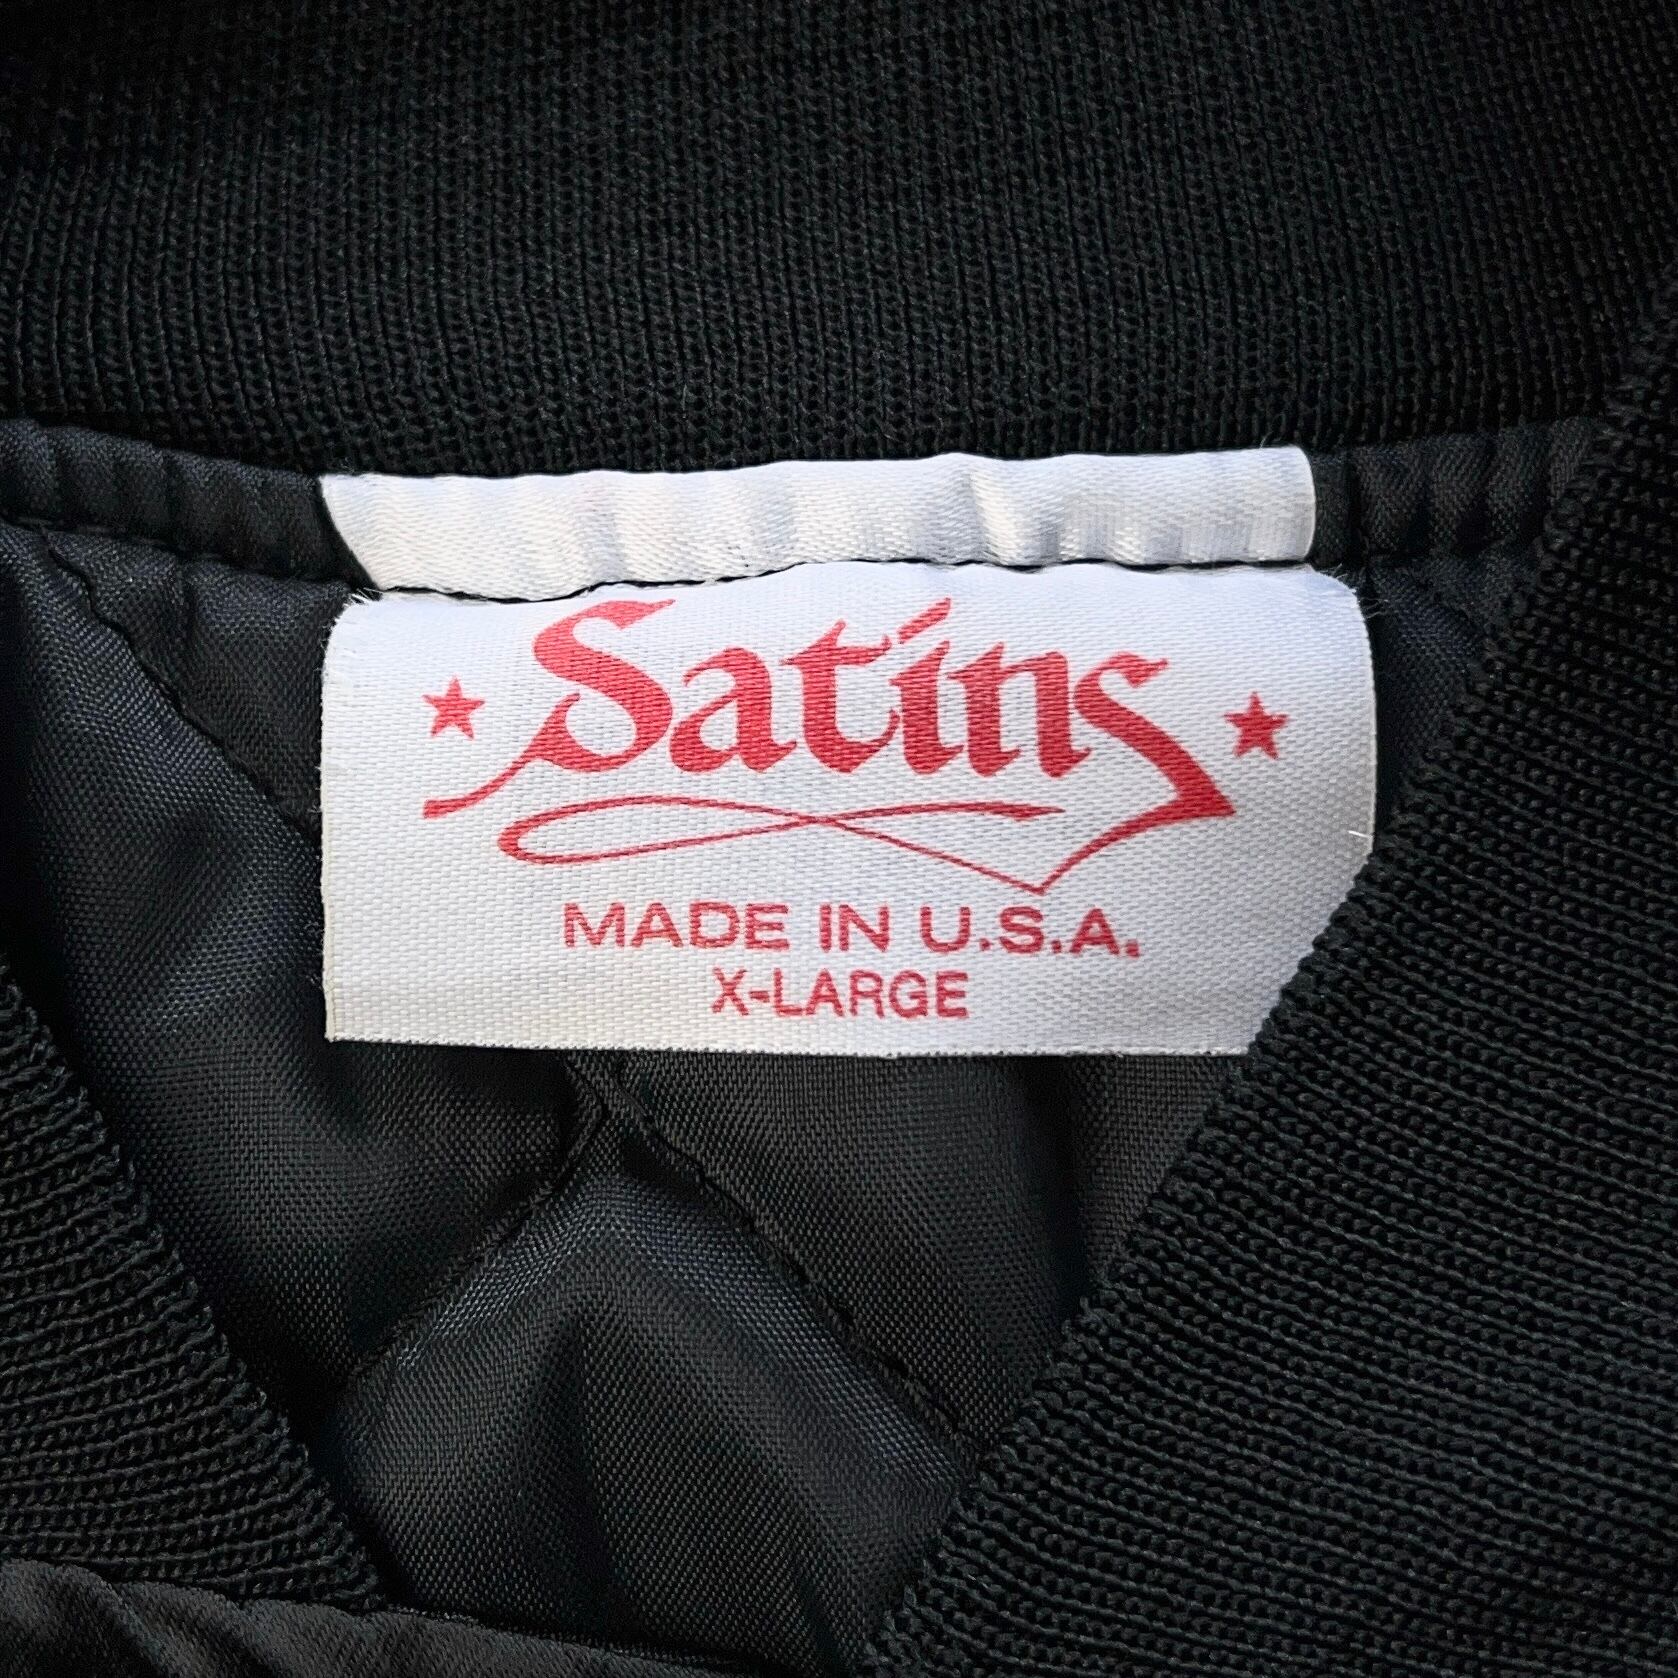 Satins
MADE IN U.S.A.
X-LARGE